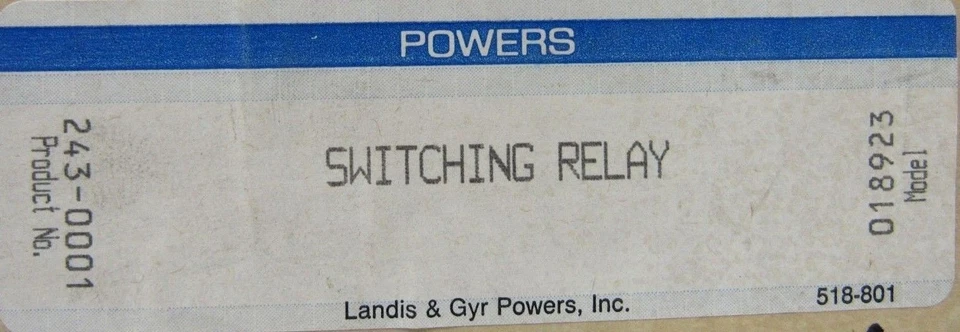 POWERS
243-0001
Product No.
SWITCHING RELAY
018923
Model
Landis & Gyr Powers, Inc.
518-801